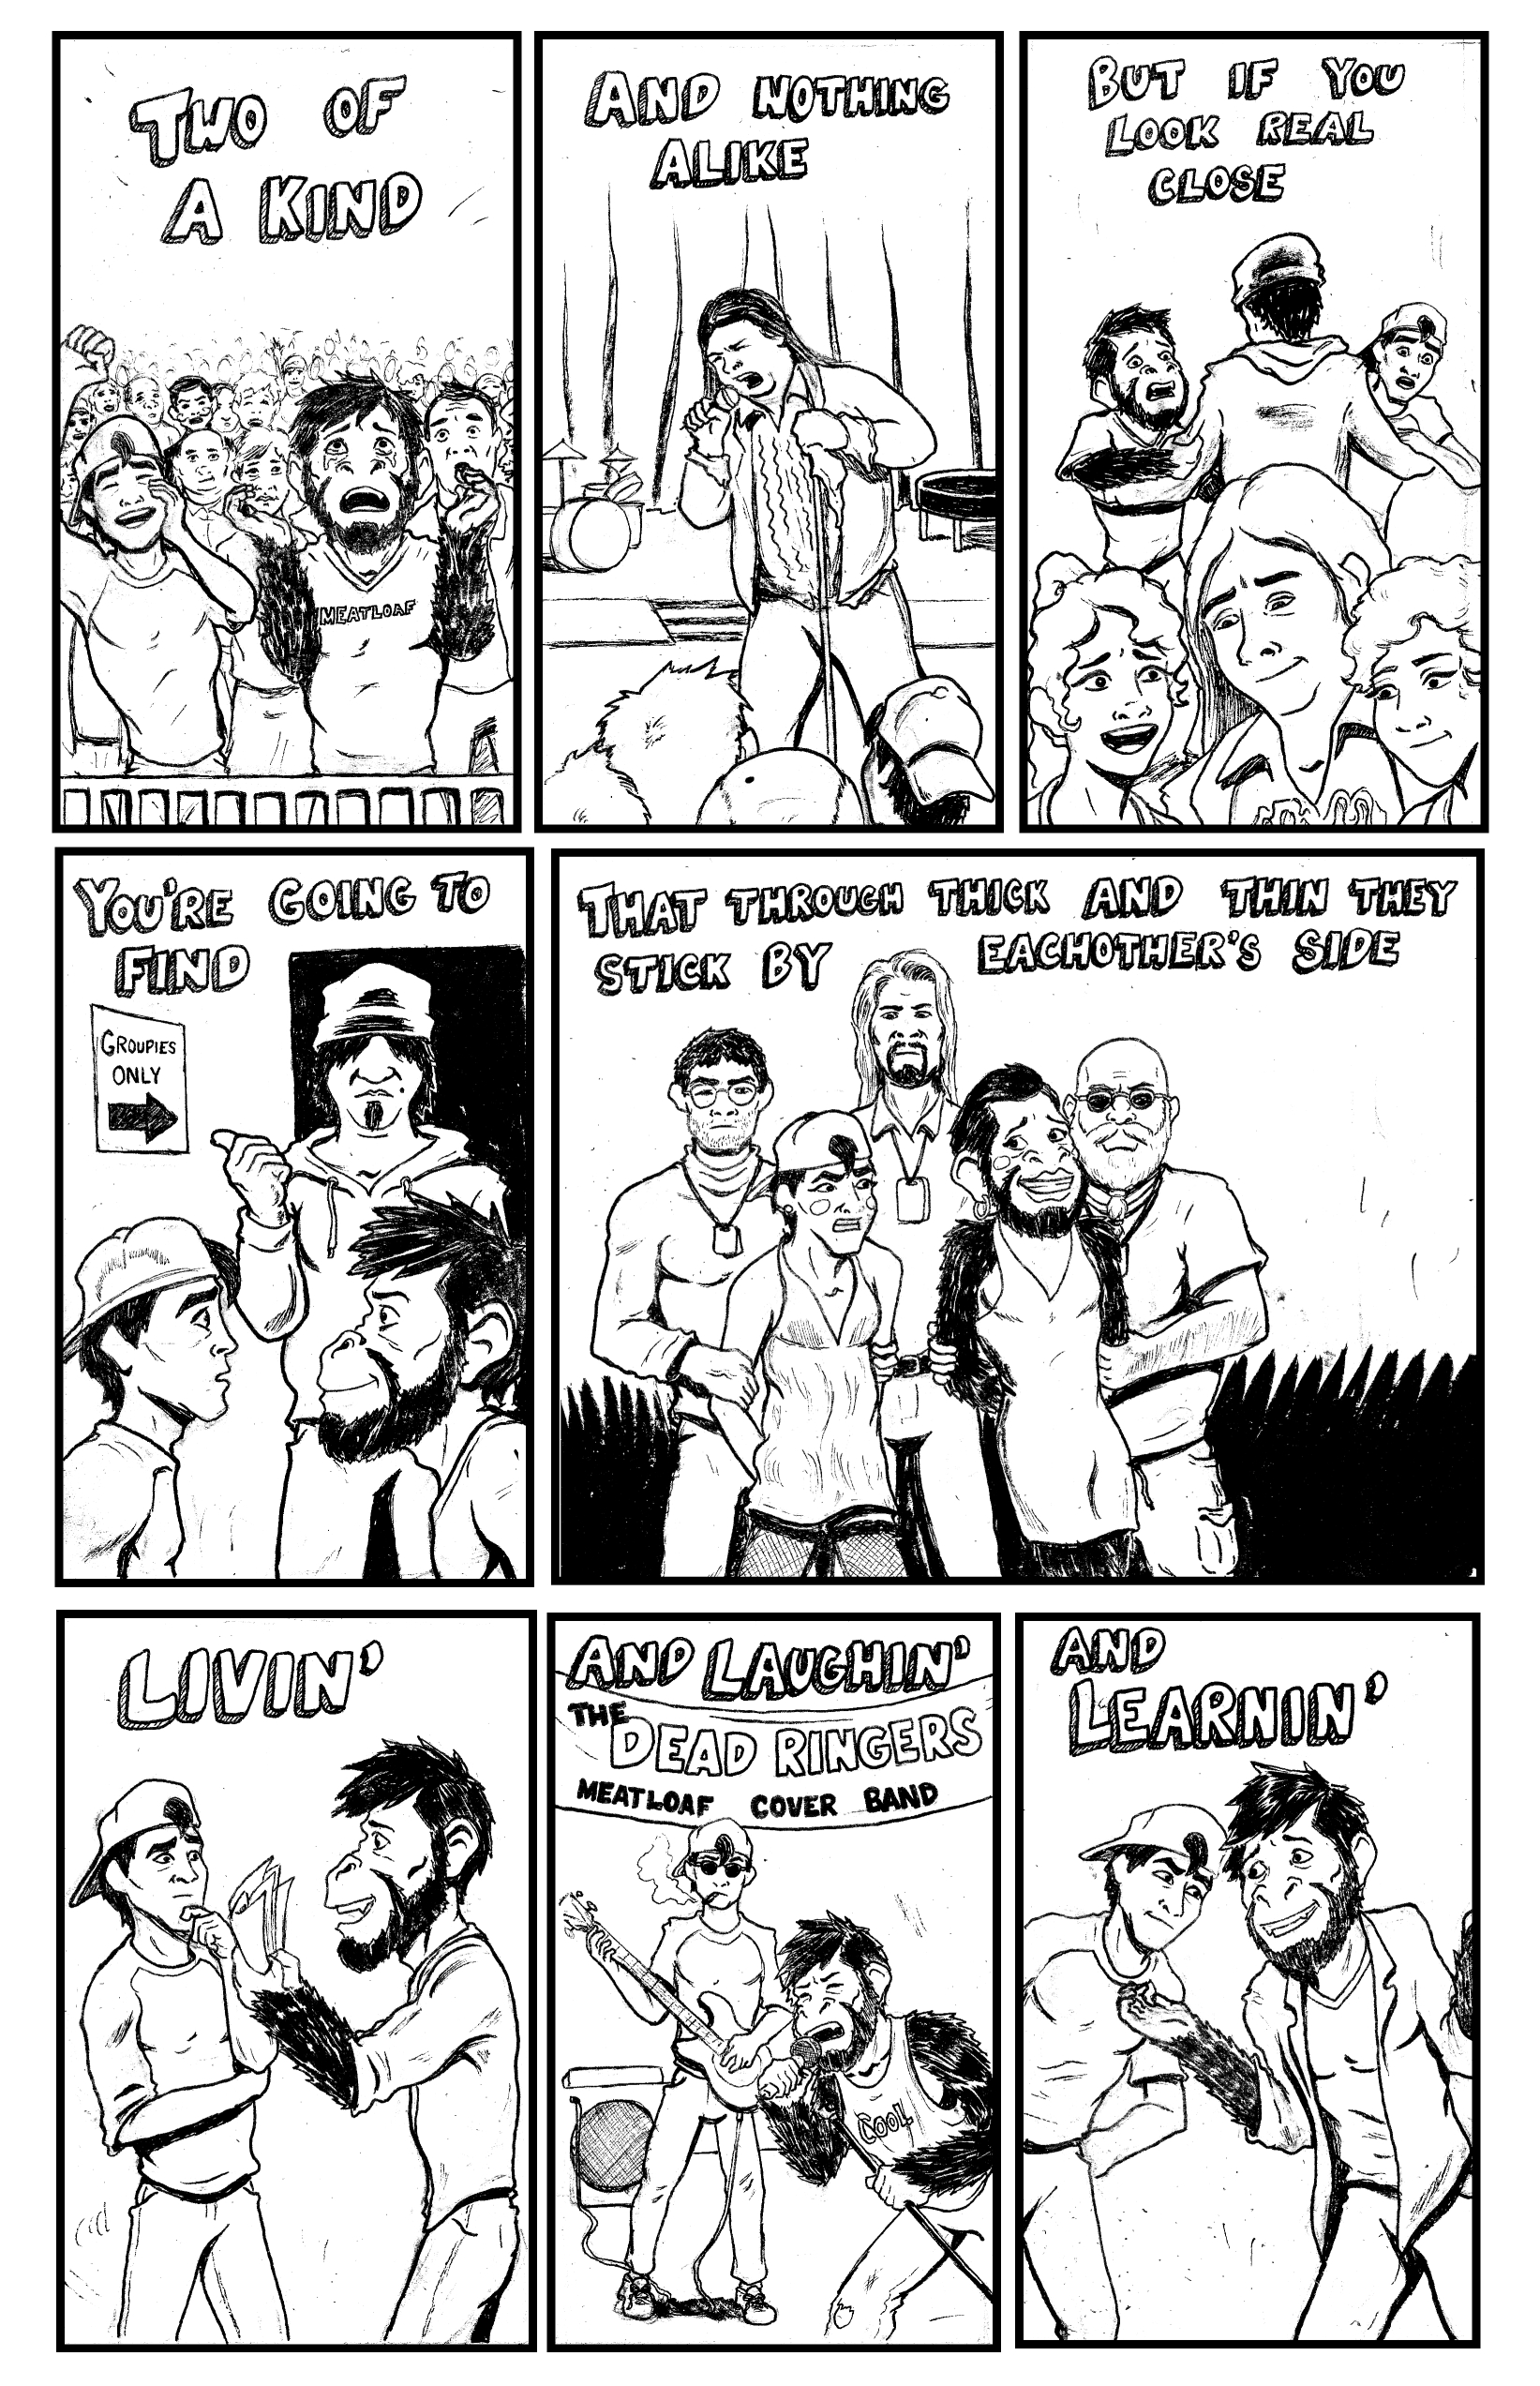 TWO OF
A KIND
MEATLOAF
AND NOTHING
ALIKE
BUT IF YOU
LOOK REAL
CLOSE
YOU'RE GOING TO
FIND
GROUPIES
ONLY
THAT THROUGH THICK AND THIN THEY
STICK BY EACHOTHER'S SIDE
LIVIN'
AND LAUGHIN'
THE DEAD RINGERS
MEATLOAF COVER BAND
COOL
AND
LEARNIN'